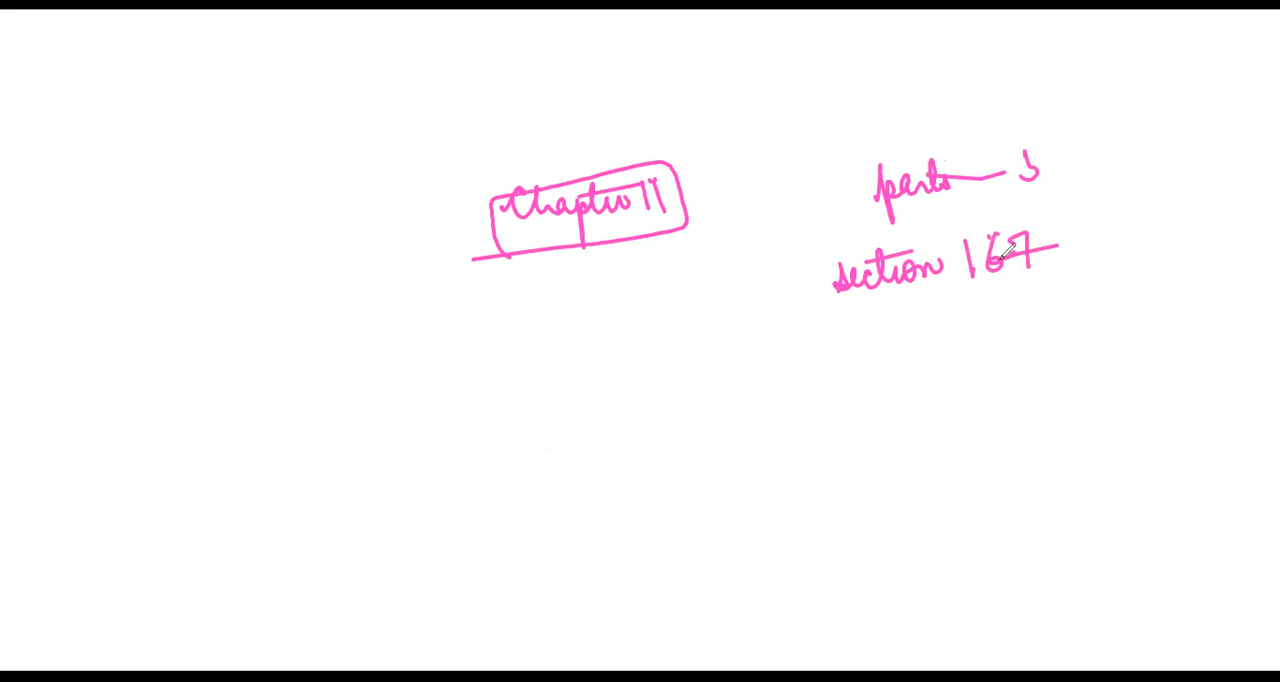 Chapter 11
parts — 3
section 167